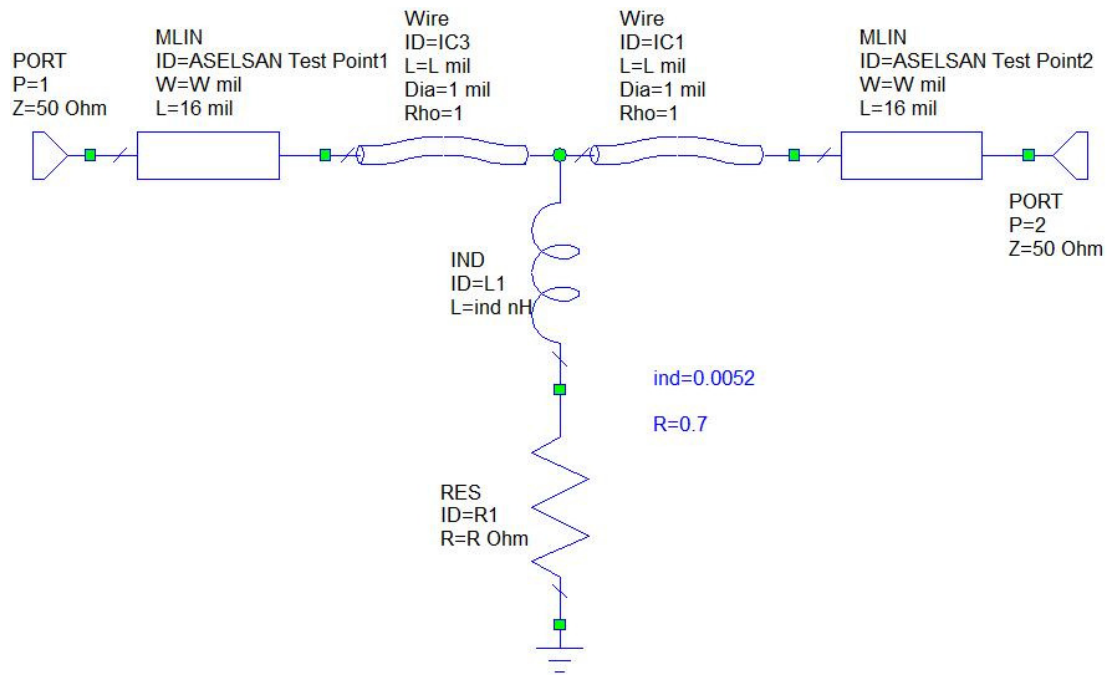 PORT
P=1
Z=50 Ohm
MLIN
ID=ASELSAN Test Point1
W=W mil
L=16 mil
Wire
ID=IC3
L=L mil
Dia=1 mil
Rho=1
Wire
ID=IC1
L=L mil
Dia=1 mil
Rho=1
MLIN
ID=ASELSAN Test Point2
W=W mil
L=16 mil
PORT
P=2
Z=50 Ohm
IND
ID=L1
L=ind nH
ind=0.0052
R=0.7
RES
ID=R1
R=R Ohm